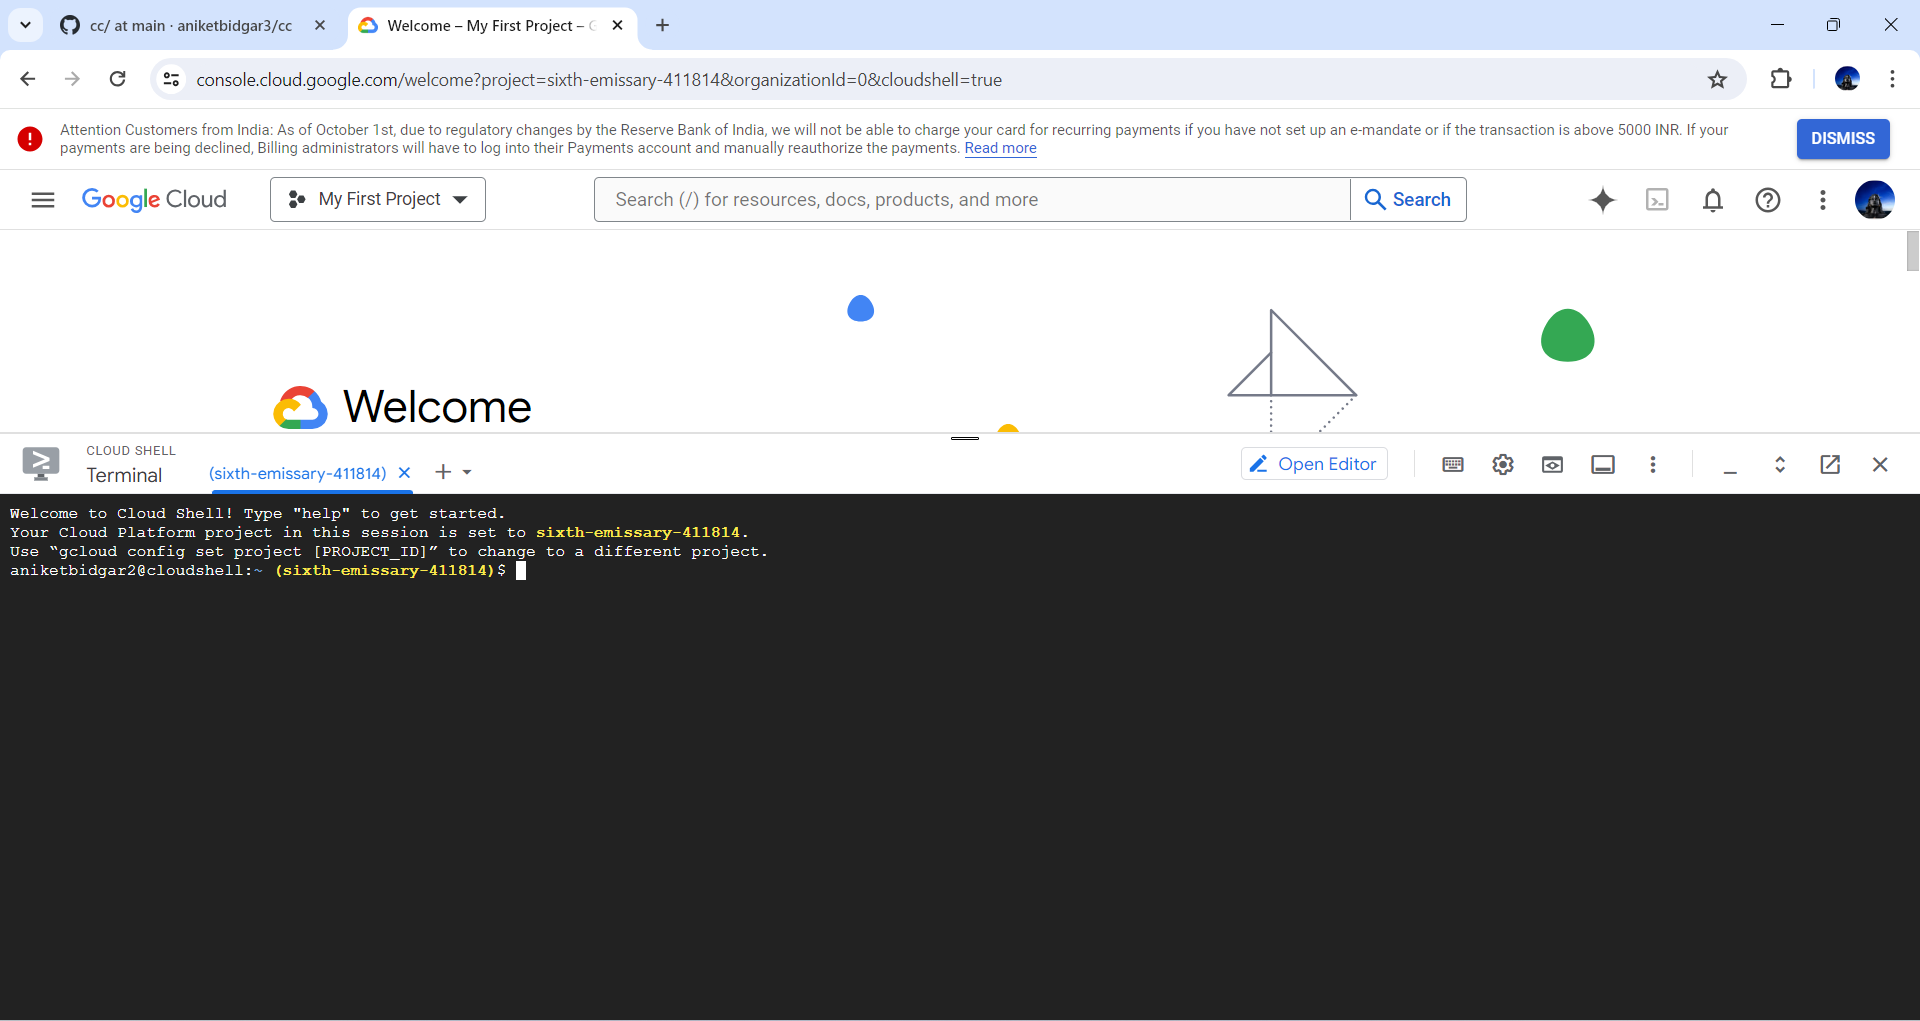 cc/ at main · aniketbidgar3/cc
Welcome – My First Project –
console.cloud.google.com/welcome?project=sixth-emissary-411814&organizationId=0&cloudshell=true
Attention Customers from India: As of October 1st, due to regulatory changes by the Reserve Bank of India, we will not be able to charge your card for recurring payments if you have not set up an e-mandate or if the transaction is above 5000 INR. If your
payments are being declined, Billing administrators will have to log into their Payments account and manually reauthorize the payments. Read more
DISMISS
Google Cloud
My First Project
Search (/) for resources, docs, products, and more
Search
Welcome
CLOUD SHELL
Terminal
(sixth-emissary-411814)
Open Editor
Welcome to Cloud Shell! Type "help" to get started.
Your Cloud Platform project in this session is set to sixth-emissary-411814.
Use “gcloud config set project [PROJECT_ID]” to change to a different project.
aniketbidgar2@cloudshell:~ (sixth-emissary-411814)$